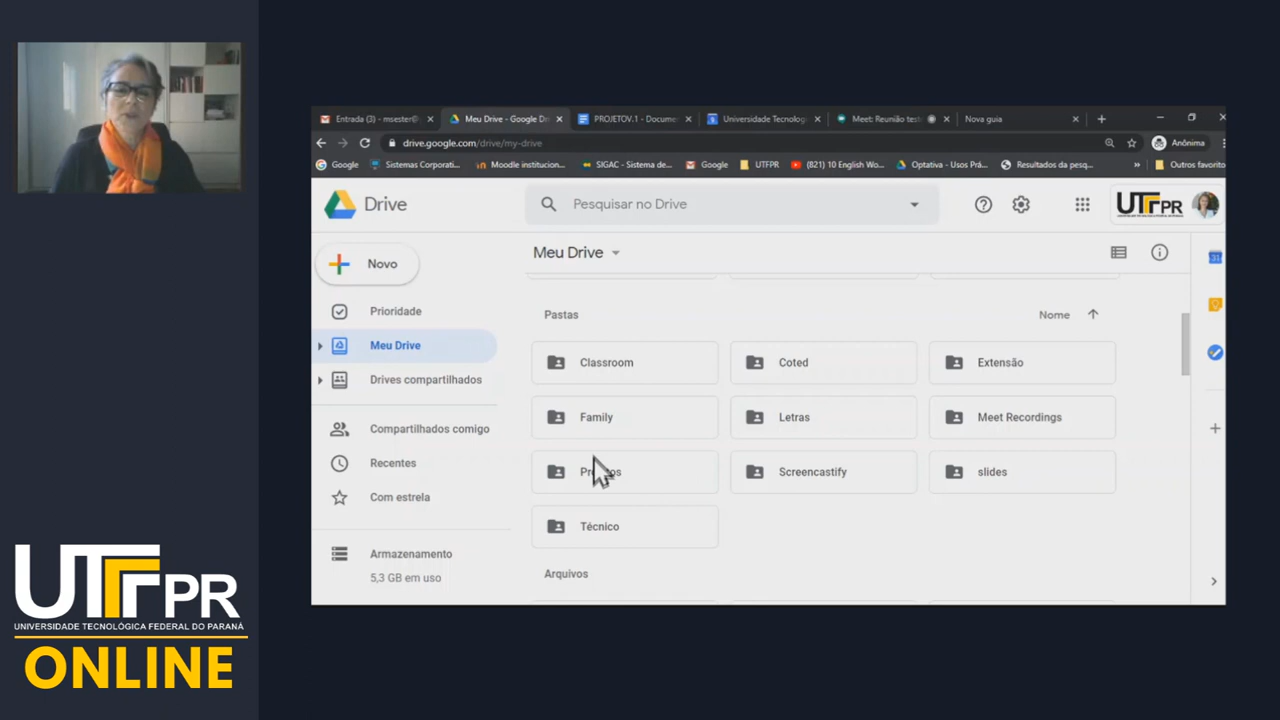 Entrada (3) - msester@
Meu Drive - Google Dr
PROJETOV.1 - Docume
Universidade Tecnolog
Meet: Reunião test
Nova guia
drive.google.com/drive/my-drive
Anônima
Google
Sistemas Corporati...
Moodle institucion...
SIGAC - Sistema de...
Google
UTFPR
(821) 10 English Wo...
Optativa - Usos Prá...
Resultados da pesq...
»
Outros favorito
Drive
Pesquisar no Drive
UTFPR
Novo
Meu Drive
Prioridade
Meu Drive
Drives compartilhados
Compartilhados comigo
Recentes
Com estrela
Armazenamento
5,3 GB em uso
Pastas
Nome
Classroom
Coted
Extensão
Family
Letras
Meet Recordings
Screencastify
slides
Técnico
Arquivos
UTFPR
UNIVERSIDADE TECNOLÓGICA FEDERAL DO PARANÁ
ONLINE